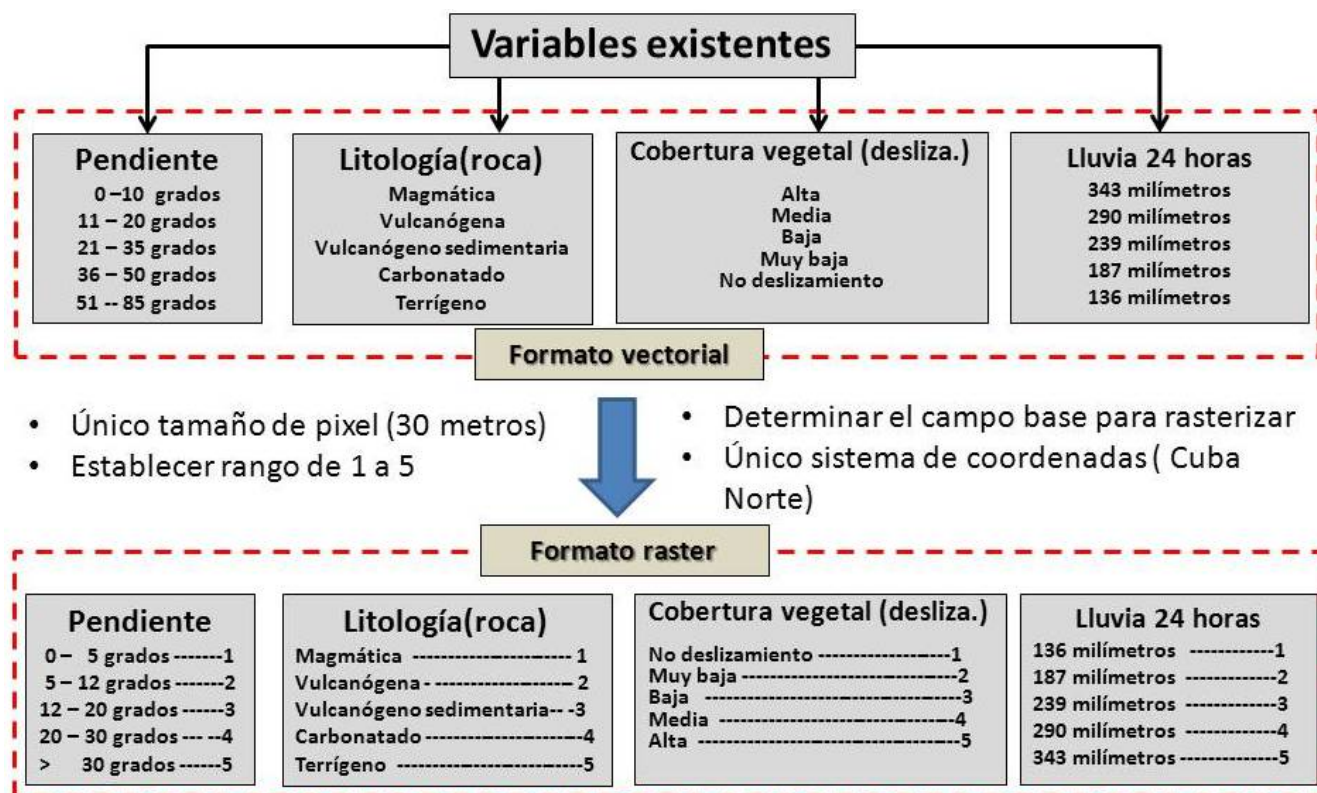 Variables existentes
Pendiente
0 –10 grados
11 – 20 grados
21 – 35 grados
36 – 50 grados
51 -- 85 grados
Litología(roca)
Magmática
Vulcanógena
Vulcanógeno sedimentaria
Carbonatado
Terrígeno
Cobertura vegetal (desliza.)
Alta
Media
Baja
Muy baja
No deslizamiento
Lluvia 24 horas
343 milímetros
290 milímetros
239 milímetros
187 milímetros
136 milímetros
Formato vectorial
• Único tamaño de pixel (30 metros)
• Establecer rango de 1 a 5
• Determinar el campo base para rasterizar
• Único sistema de coordenadas ( Cuba
Norte)
Formato raster
Pendiente
0 – 5 grados -------1
5 – 12 grados ------2
12 – 20 grados -----3
20 – 30 grados --- --4
> 30 grados ------5
Litología(roca)
Magmática ---------------------- 1
Vulcanógena - -------------------- 2
Vulcanógeno sedimentaria-- -3
Carbonatado ---------------------4
Terrígeno -------------------------5
Cobertura vegetal (desliza.)
No deslizamiento -----------------1
Muy baja ----------------------------2
Baja -----------------------------------3
Media --------------------------------4
Alta -----------------------------------5
Lluvia 24 horas
136 milímetros ------------1
187 milímetros -------------2
239 milímetros -------------3
290 milímetros -------------4
343 milímetros--------------5